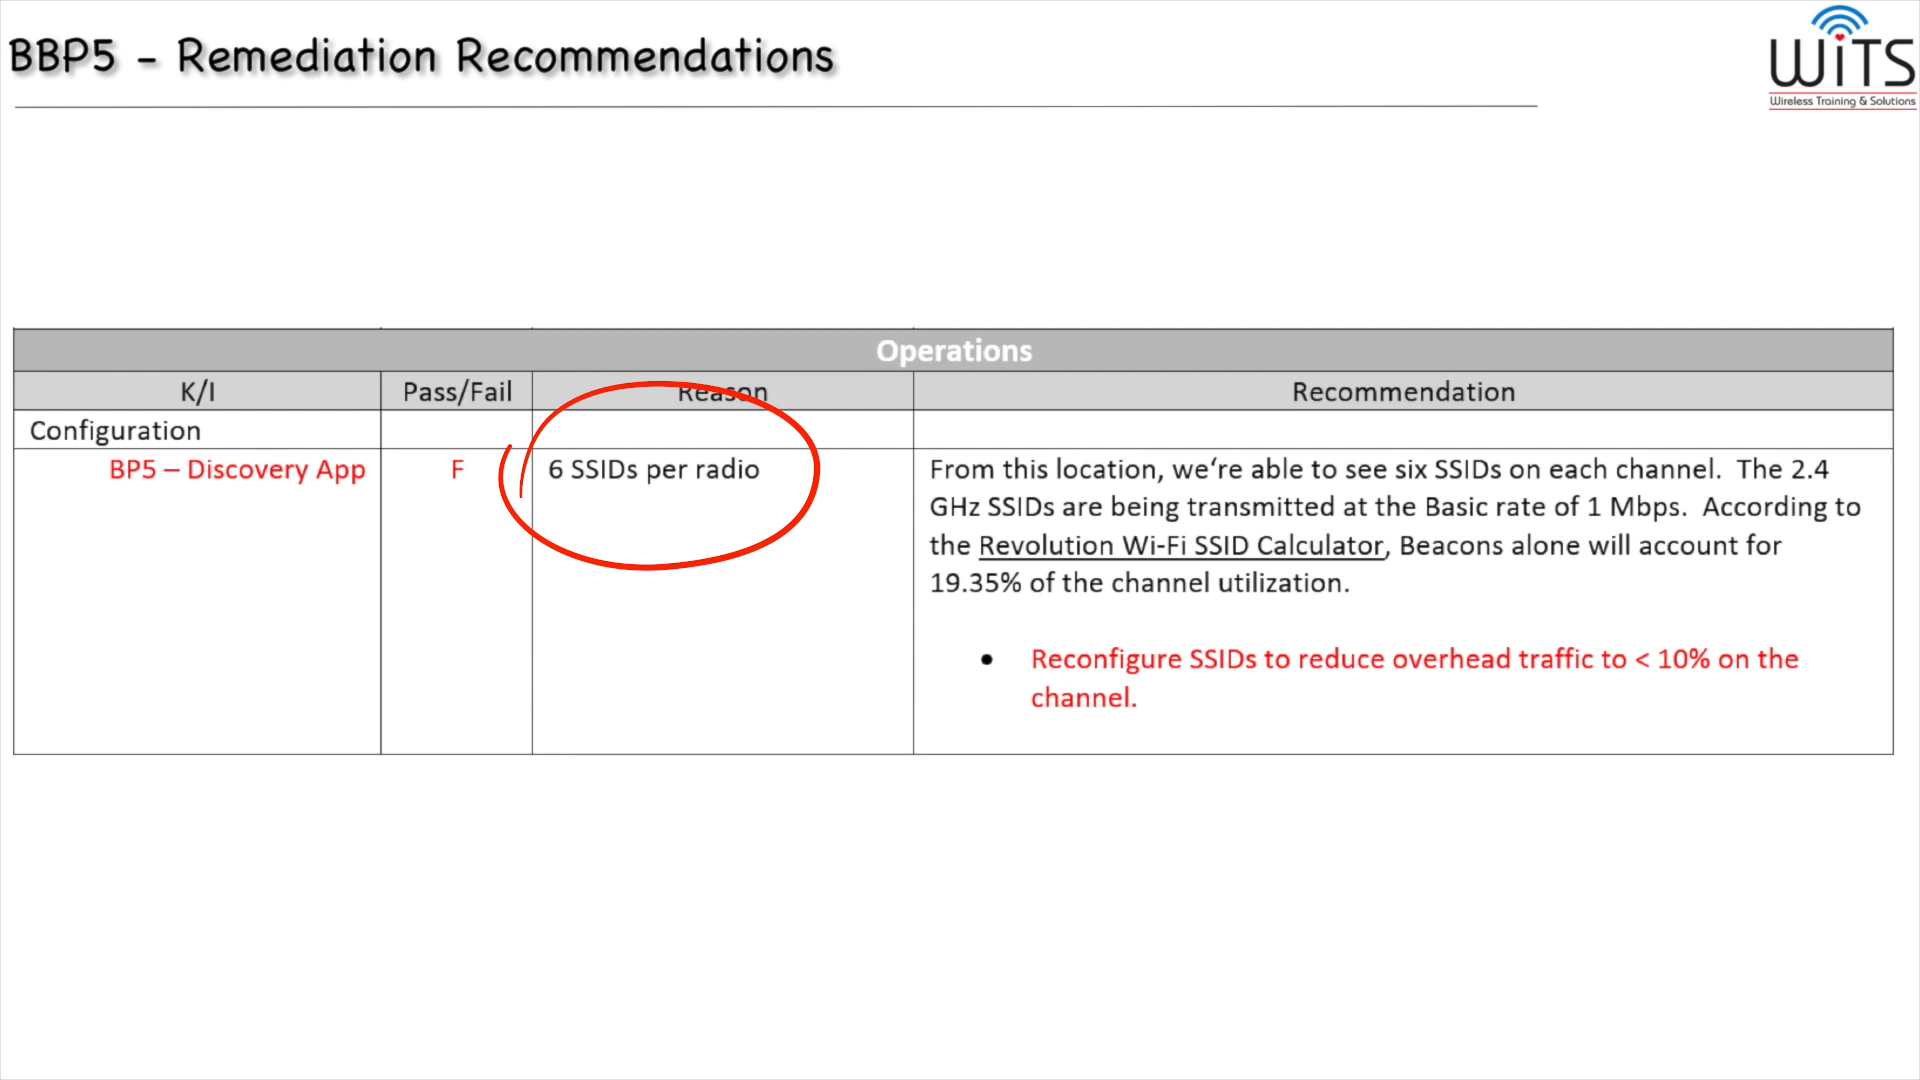 BBP5 - Remediation Recommendations
WiTS
Wireless Training & Solutions
Operations
K/I Pass/Fail Reason Recommendation
Configuration
BP5 – Discovery App F 6 SSIDs per radio From this location, we‘re able to see six SSIDs on each channel. The 2.4
GHz SSIDs are being transmitted at the Basic rate of 1 Mbps. According to
the Revolution Wi-Fi SSID Calculator, Beacons alone will account for
19.35% of the channel utilization.
• Reconfigure SSIDs to reduce overhead traffic to < 10% on the
channel.